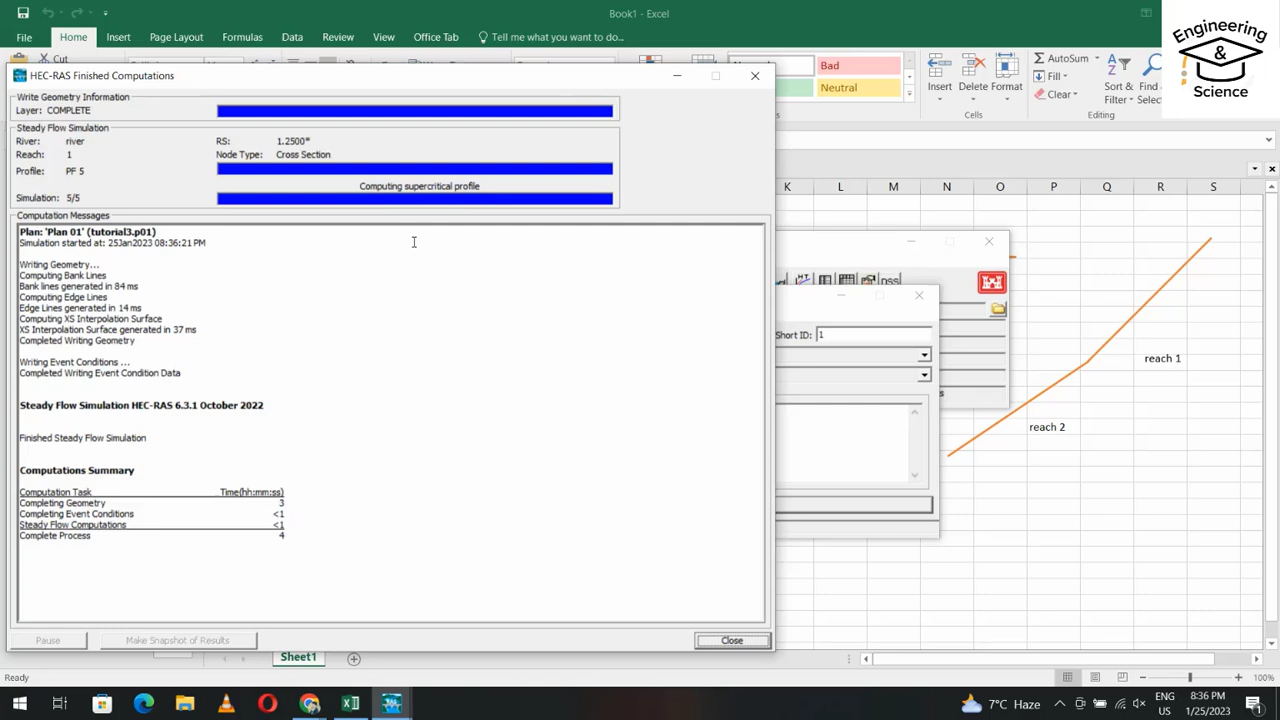 Book1 - Excel
File
Home
Insert
Page Layout
Formulas
Data
Review
View
Office Tab
Tell me what you want to do...
Engineering
&
Science
Cut
Bad
Neutral
Insert
Delete
Format
AutoSum
Fill
Clear
Sort &
Filter
Find &
Select
Cells
Editing
HEC-RAS Finished Computations
Write Geometry Information
Layer: COMPLETE
Steady Flow Simulation
River: river
RS: 1.2500*
Reach: 1
Node Type: Cross Section
Profile: PF 5
Computing supercritical profile
Simulation: 5/5
Computation Messages
Plan: 'Plan 01' (tutorial3.p01)
Simulation started at: 25Jan2023 08:36:21 PM
Writing Geometry...
Computing Bank Lines
Bank lines generated in 84 ms
Computing Edge Lines
Edge Lines generated in 14 ms
Computing XS Interpolation Surface
XS Interpolation Surface generated in 37 ms
Completed Writing Geometry
Writing Event Conditions ...
Completed Writing Event Condition Data
Steady Flow Simulation HEC-RAS 6.3.1 October 2022
Finished Steady Flow Simulation
Computations Summary
Computation Task Time(hh:mm:ss)
Completing Geometry 3
Completing Event Conditions <1
Steady Flow Computations <1
Complete Process 4
Pause
Make Snapshot of Results
Close
K L M N O P Q R S
HT
DSS
Short ID: 1
reach 1
reach 2
Sheet1
Ready
100%
7°C Haze
ENG
US
8:36 PM
1/25/2023